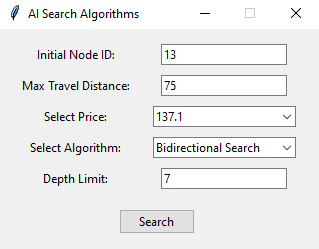 AI Search Algorithms
Initial Node ID: 13
Max Travel Distance: 75
Select Price: 137.1
Select Algorithm: Bidirectional Search
Depth Limit: 7
Search